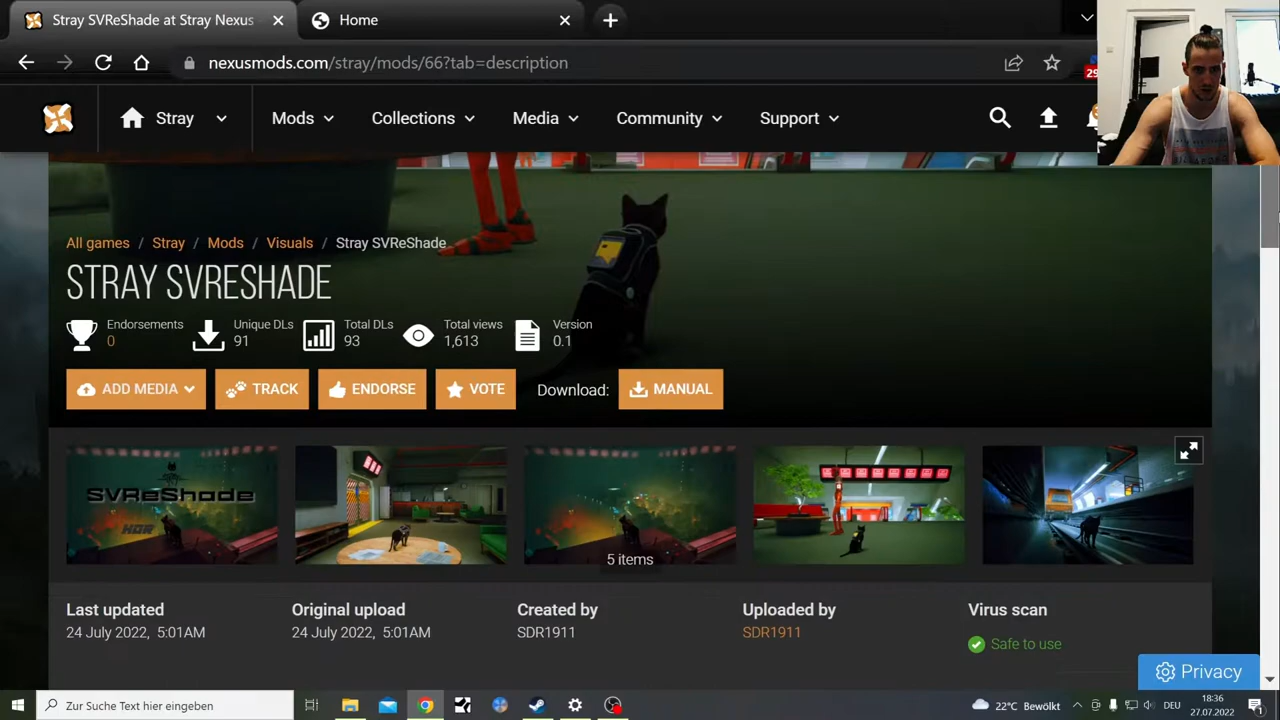 Stray SVReShade at Stray Nexus
Home
nexusmods.com/stray/mods/66?tab=description
29
Stray
Mods
Collections
Media
Community
Support
All games / Stray / Mods / Visuals / Stray SVReShade
STRAY SVRESHADE
Endorsements
0
Unique DLs
91
Total DLs
93
Total views
1,613
Version
0.1
ADD MEDIA
TRACK
ENDORSE
VOTE
Download:
MANUAL
SVReShade
HDR
5 items
Last updated
24 July 2022, 5:01AM
Original upload
24 July 2022, 5:01AM
Created by
SDR1911
Uploaded by
SDR1911
Virus scan
Safe to use
Privacy
Zur Suche Text hier eingeben
22°C Bewölkt
DEU
18:36
27.07.2022
1